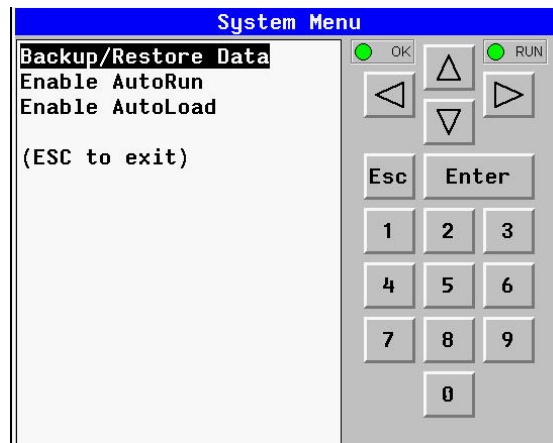 System Menu
Backup/Restore Data
Enable AutoRun
Enable AutoLoad
(ESC to exit)
OK
RUN
Esc
Enter
1
2
3
4
5
6
7
8
9
0